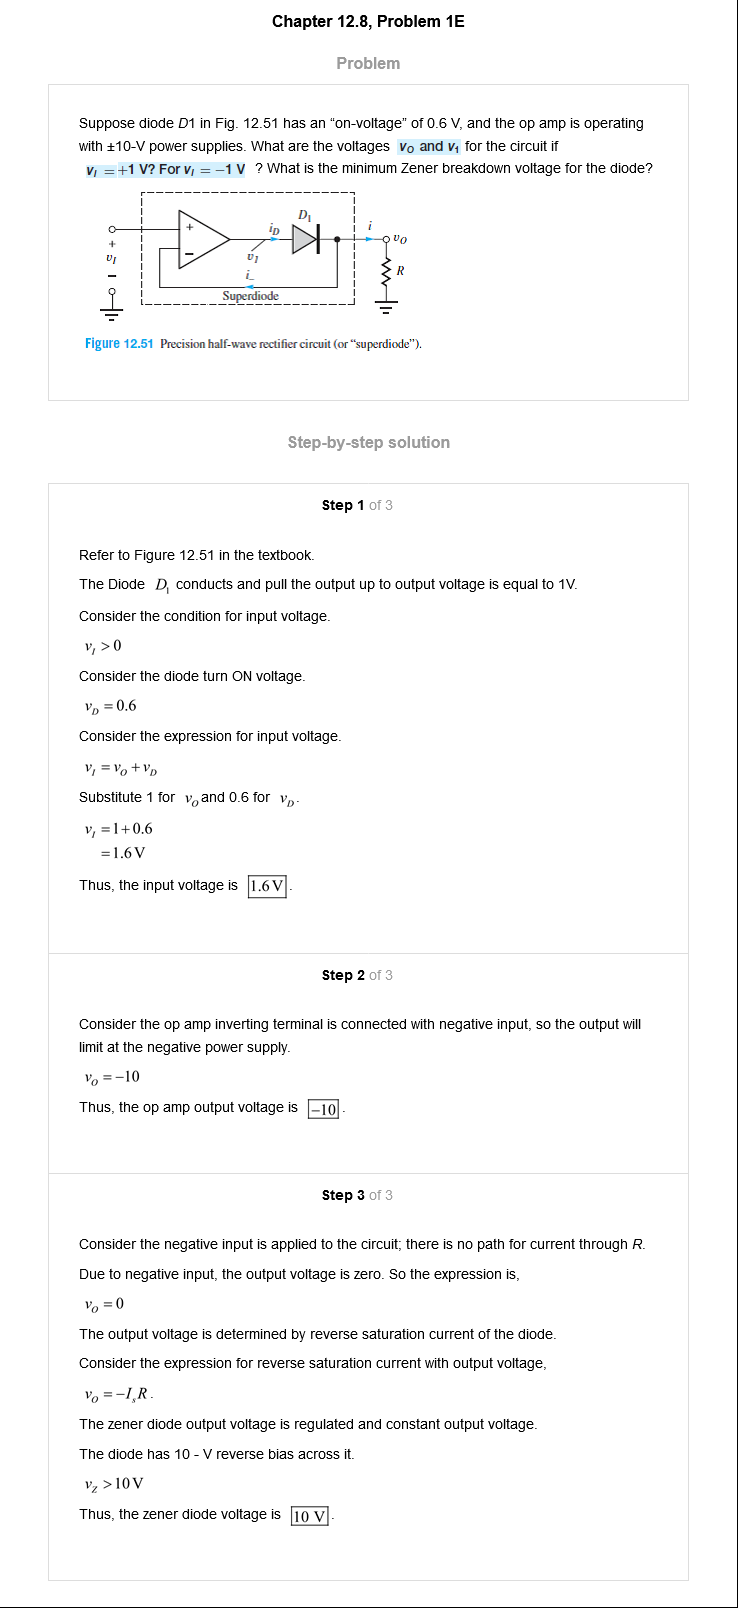 Chapter 12.8, Problem 1E
Problem
Suppose diode D1 in Fig. 12.51 has an “on-voltage” of 0.6 V, and the op amp is operating
with ±10-V power supplies. What are the voltages v_O and v_1 for the circuit if
v_I = +1 V? For v_I = −1 V ? What is the minimum Zener breakdown voltage for the diode?
D₁
i_D
i
+
v_O
+
v_I
−
v_1
−
i_
R
Superdiode
Figure 12.51 Precision half-wave rectifier circuit (or “superdiode”).
Step-by-step solution
Step 1 of 3
Refer to Figure 12.51 in the textbook.
The Diode D₁ conducts and pull the output up to output voltage is equal to 1V.
Consider the condition for input voltage.
v_I > 0
Consider the diode turn ON voltage.
v_D = 0.6
Consider the expression for input voltage.
v_I = v_O + v_D
Substitute 1 for v_O and 0.6 for v_D.
v_I = 1 + 0.6
= 1.6 V
Thus, the input voltage is 1.6 V.
Step 2 of 3
Consider the op amp inverting terminal is connected with negative input, so the output will
limit at the negative power supply.
v_O = −10
Thus, the op amp output voltage is −10.
Step 3 of 3
Consider the negative input is applied to the circuit; there is no path for current through R.
Due to negative input, the output voltage is zero. So the expression is,
v_O = 0
The output voltage is determined by reverse saturation current of the diode.
Consider the expression for reverse saturation current with output voltage,
v_O = −I_s R.
The zener diode output voltage is regulated and constant output voltage.
The diode has 10 - V reverse bias across it.
v_Z > 10 V
Thus, the zener diode voltage is 10 V.